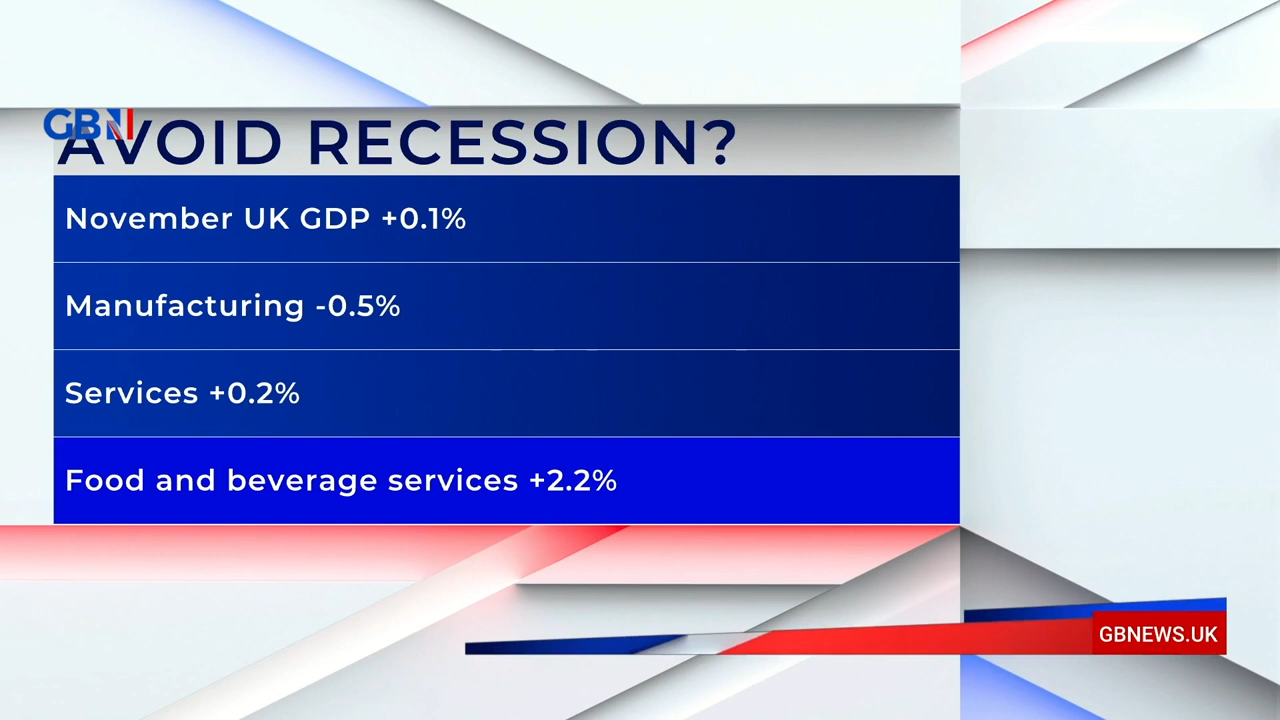 GBN
AVOID RECESSION?
November UK GDP +0.1%
Manufacturing -0.5%
Services +0.2%
Food and beverage services +2.2%
GBNEWS.UK